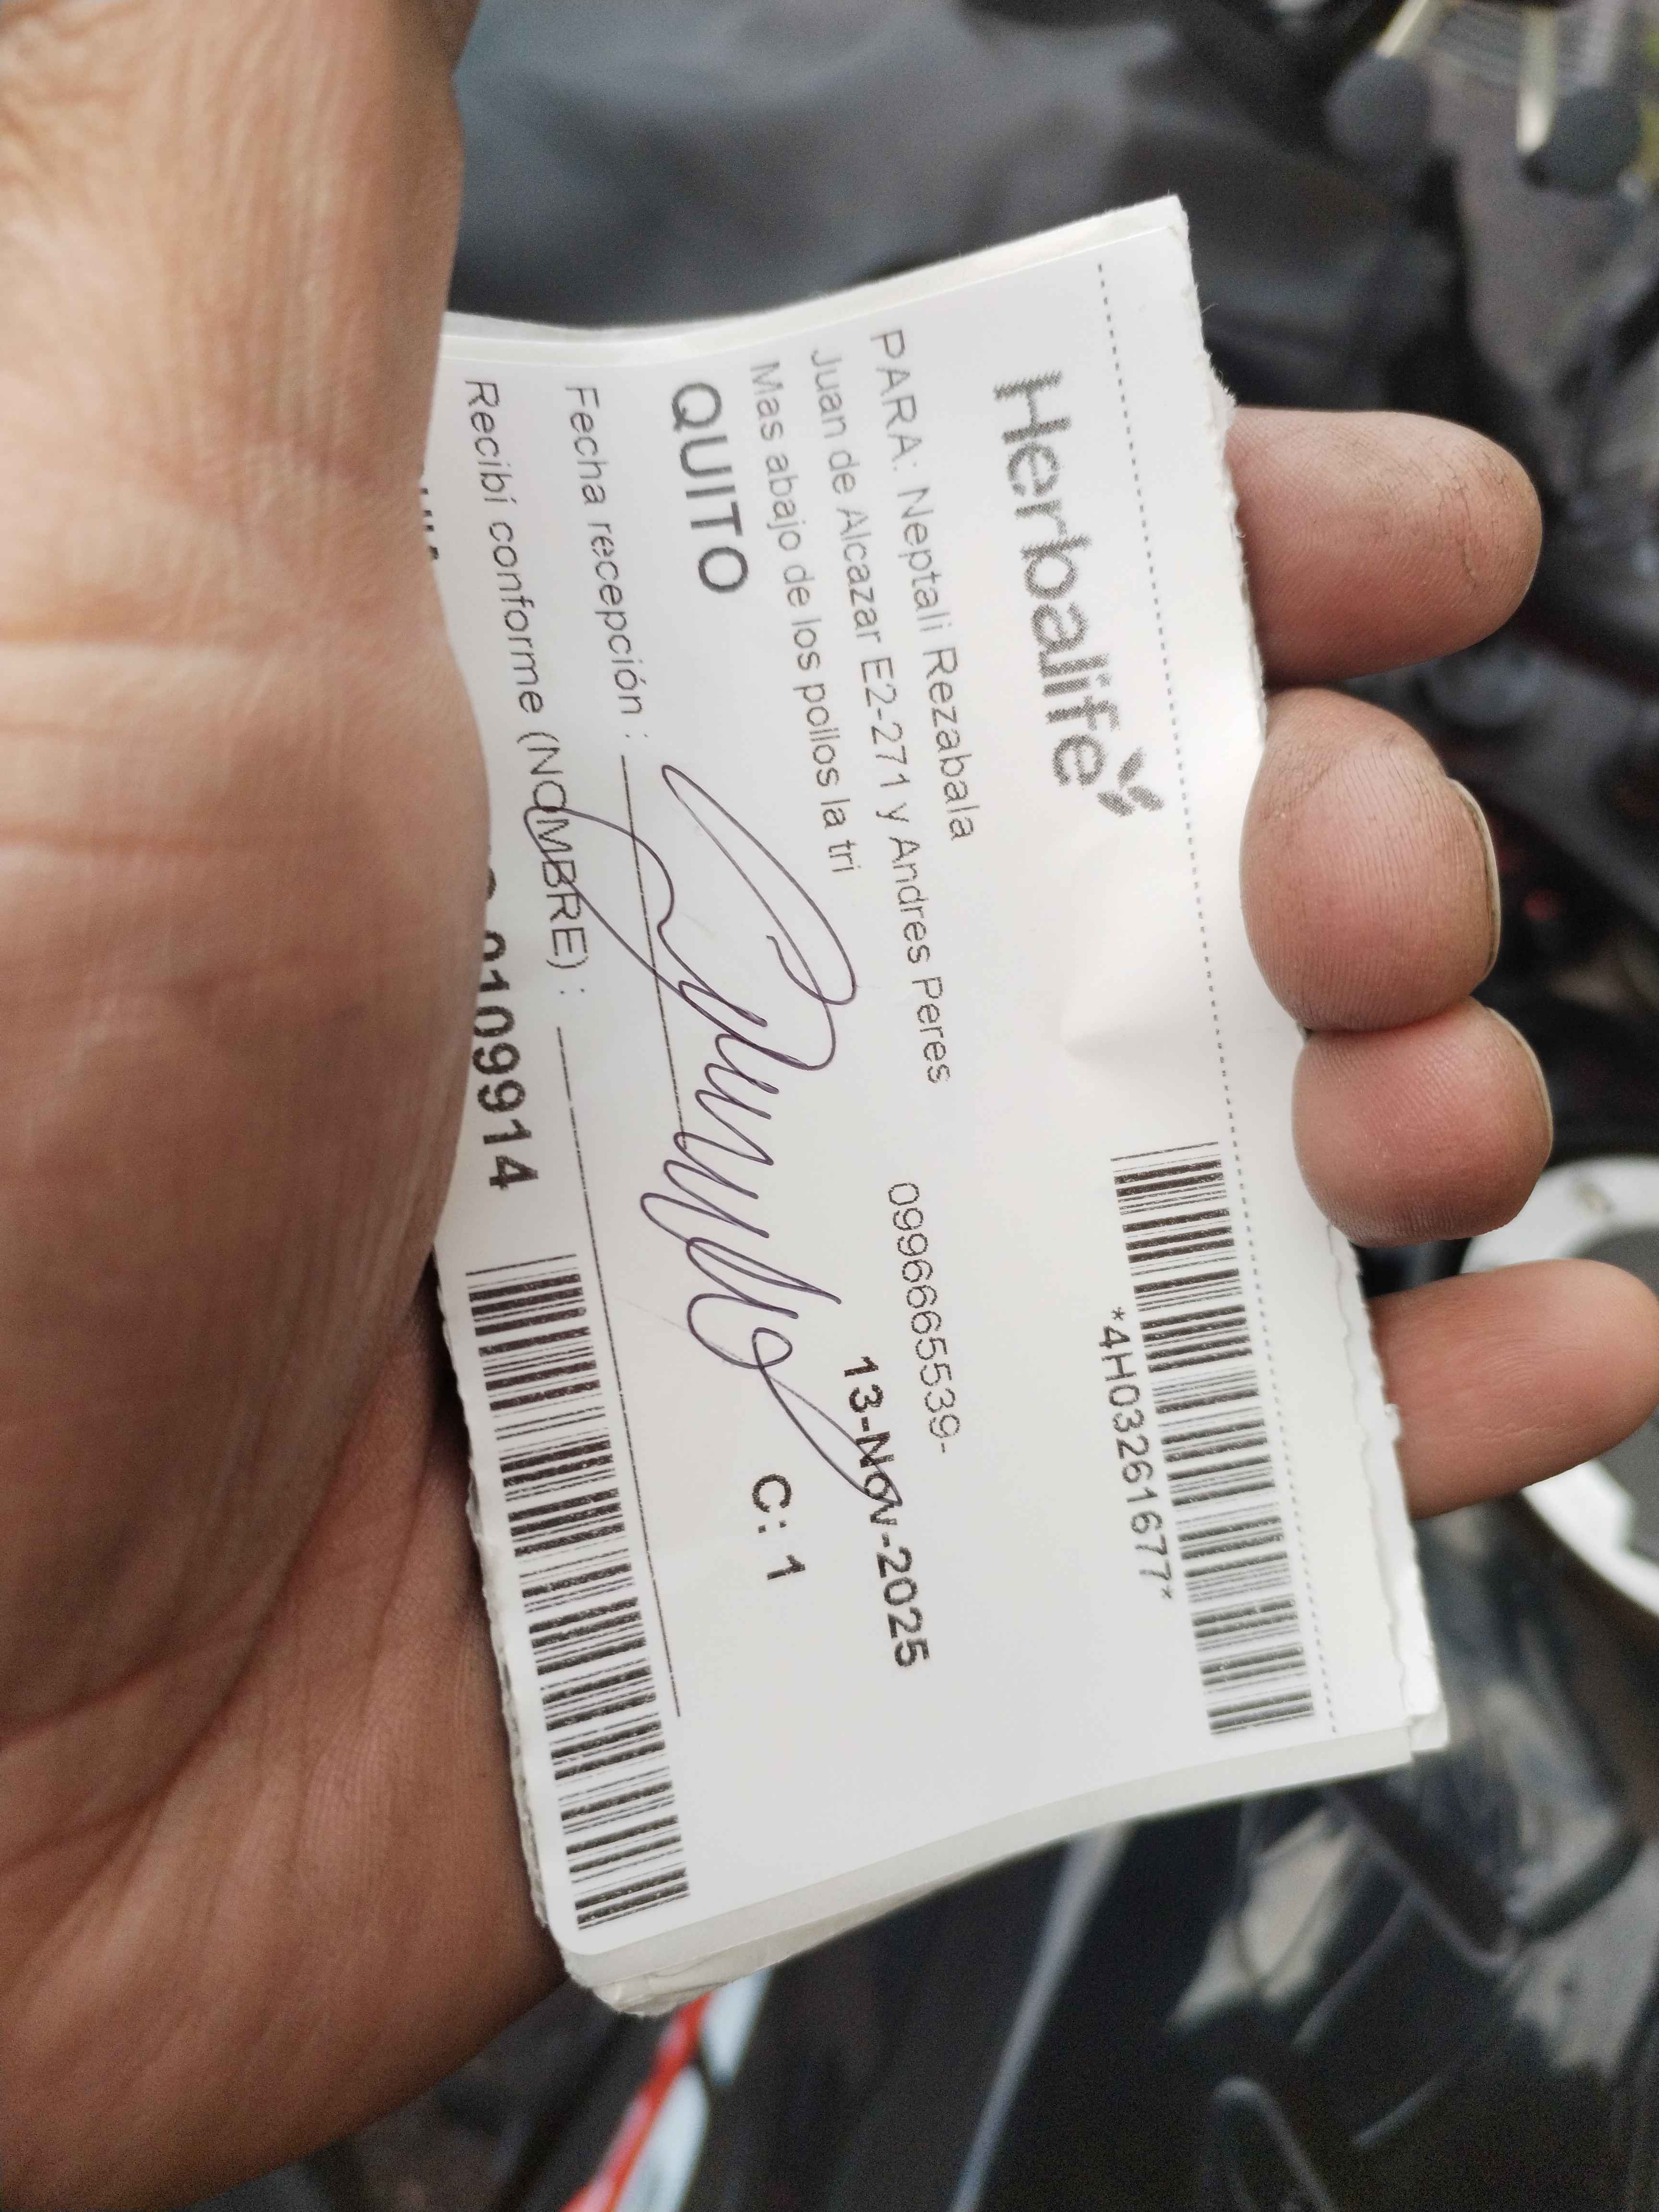 Herbalife
*4H03261677*
PARA: Neptali Rezabala
Juan de Alcazar E2-271 y Andres Peres
0996665539-
Mas abajo de los pollos la tri
13-Nov-2025
QUITO
C: 1
Fecha recepción :
Recibí conforme (NOMBRE) :
0109914